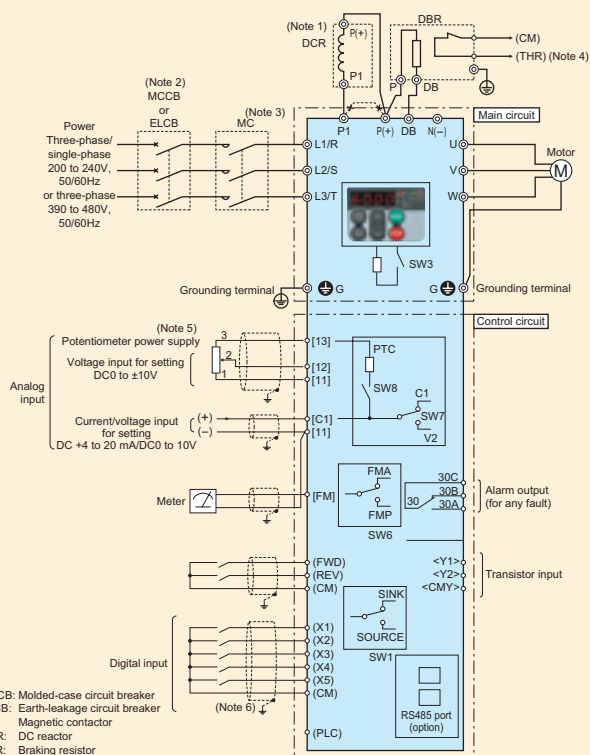 (Note 1)
DCR
P(+)
P1
DBR
(CM)
(THR) (Note 4)
P
DB
(Note 2)
MCCB
or
ELCB
(Note 3)
MC
Main circuit
P1
P(+)
DB
N(−)
Power
Three-phase/
single-phase
200 to 240V,
50/60Hz
or three-phase
390 to 480V,
50/60Hz
L1/R
L2/S
L3/T
U
V
W
Motor
M
SW3
Grounding terminal
G
G
Grounding terminal
Control circuit
(Note 5)
Potentiometer power supply
3
2
1
Voltage input for setting
DC0 to ±10V
Analog
input
Current/voltage input
for setting
DC +4 to 20 mA/DC0 to 10V
(+)
(−)
[13]
[12]
[11]
[C1]
[11]
PTC
SW8
C1
SW7
V2
Meter
[FM]
FMA
FMP
SW6
30C
30B
30
30A
Alarm output
(for any fault)
(FWD)
(REV)
(CM)
<Y1>
<Y2>
<CMY>
Transistor input
SINK
SOURCE
SW1
Digital input
(X1)
(X2)
(X3)
(X4)
(X5)
(CM)
(Note 6)
(PLC)
RS485 port
(option)
CB: Molded-case circuit breaker
CB: Earth-leakage circuit breaker
Magnetic contactor
R: DC reactor
R: Braking resistor